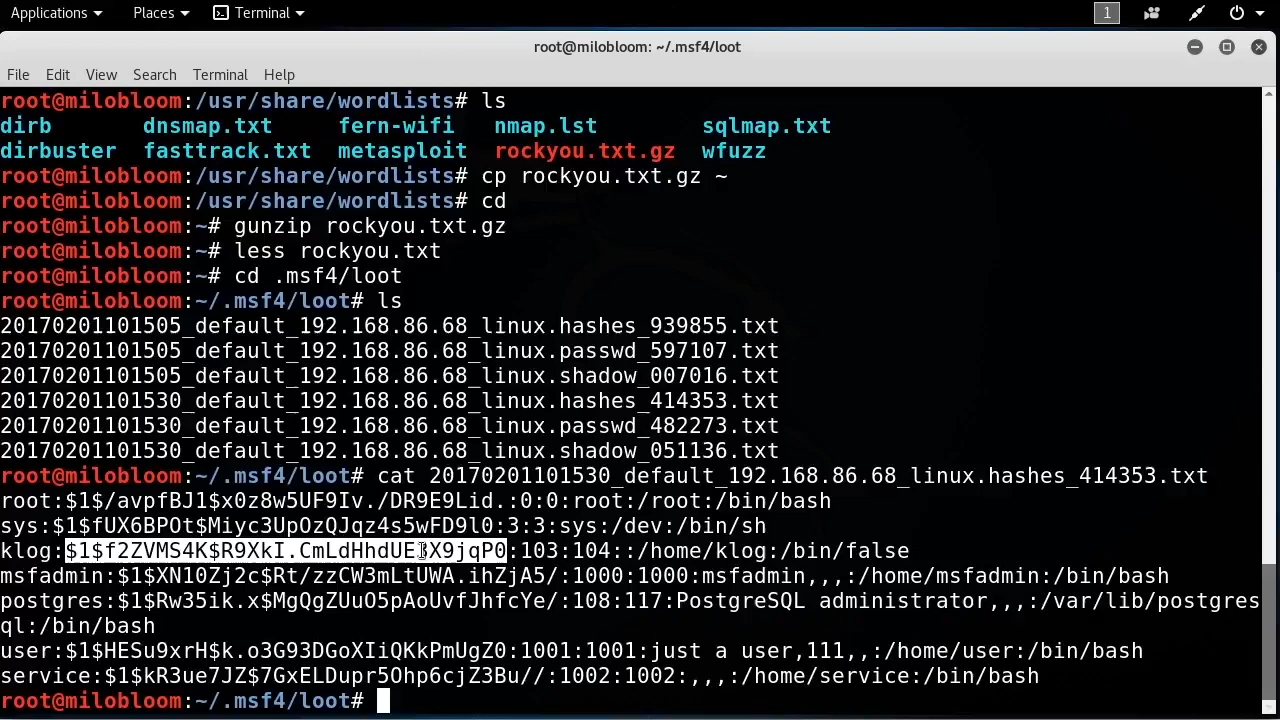 Applications Places Terminal 1
root@milobloom: ~/.msf4/loot
File Edit View Search Terminal Help
root@milobloom:/usr/share/wordlists# ls
dirb dnsmap.txt fern-wifi nmap.lst sqlmap.txt
dirbuster fasttrack.txt metasploit rockyou.txt.gz wfuzz
root@milobloom:/usr/share/wordlists# cp rockyou.txt.gz ~
root@milobloom:/usr/share/wordlists# cd
root@milobloom:~# gunzip rockyou.txt.gz
root@milobloom:~# less rockyou.txt
root@milobloom:~# cd .msf4/loot
root@milobloom:~/.msf4/loot# ls
20170201101505_default_192.168.86.68_linux.hashes_939855.txt
20170201101505_default_192.168.86.68_linux.passwd_597107.txt
20170201101505_default_192.168.86.68_linux.shadow_007016.txt
20170201101530_default_192.168.86.68_linux.hashes_414353.txt
20170201101530_default_192.168.86.68_linux.passwd_482273.txt
20170201101530_default_192.168.86.68_linux.shadow_051136.txt
root@milobloom:~/.msf4/loot# cat 20170201101530_default_192.168.86.68_linux.hashes_414353.txt
root:$1$/avpfBJ1$x0z8w5UF9Iv./DR9E9Lid.:0:0:root:/root:/bin/bash
sys:$1$fUX6BPOt$Miyc3UpOzQJqz4s5wFD9l0:3:3:sys:/dev:/bin/sh
klog:$1$f2ZVMS4K$R9XkI.CmLdHhdUE3X9jqP0:103:104::/home/klog:/bin/false
msfadmin:$1$XN10Zj2c$Rt/zzCW3mLtUWA.ihZjA5/:1000:1000:msfadmin,,,:/home/msfadmin:/bin/bash
postgres:$1$Rw35ik.x$MgQgZUuO5pAoUvfJhfcYe/:108:117:PostgreSQL administrator,,,:/var/lib/postgres
ql:/bin/bash
user:$1$HESu9xrH$k.o3G93DGoXIiQKkPmUgZ0:1001:1001:just a user,111,,:/home/user:/bin/bash
service:$1$kR3ue7JZ$7GxELDupr5Ohp6cjZ3Bu//:1002:1002:,,,:/home/service:/bin/bash
root@milobloom:~/.msf4/loot#